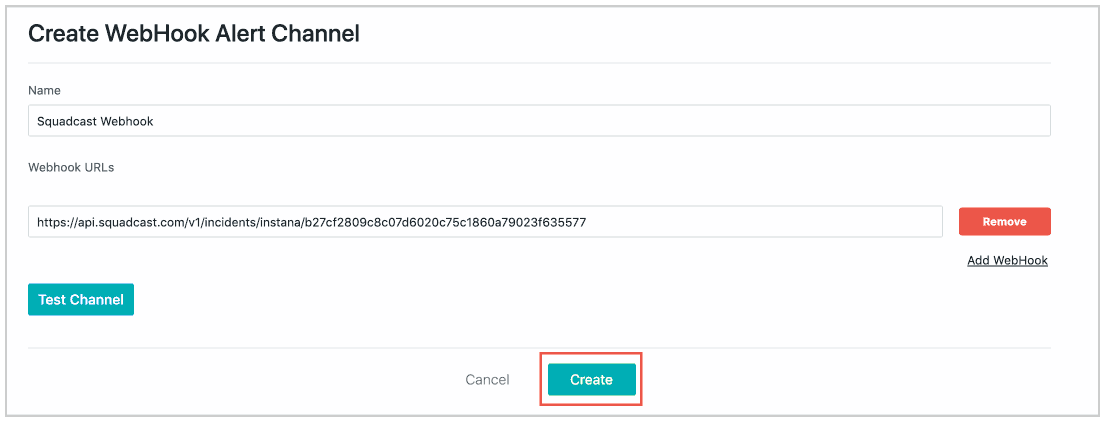 Create WebHook Alert Channel
Name
Squadcast Webhook
Webhook URLs
https://api.squadcast.com/v1/incidents/instana/b27cf2809c8c07d6020c75c1860a79023f635577
Remove
Add WebHook
Test Channel
Cancel
Create